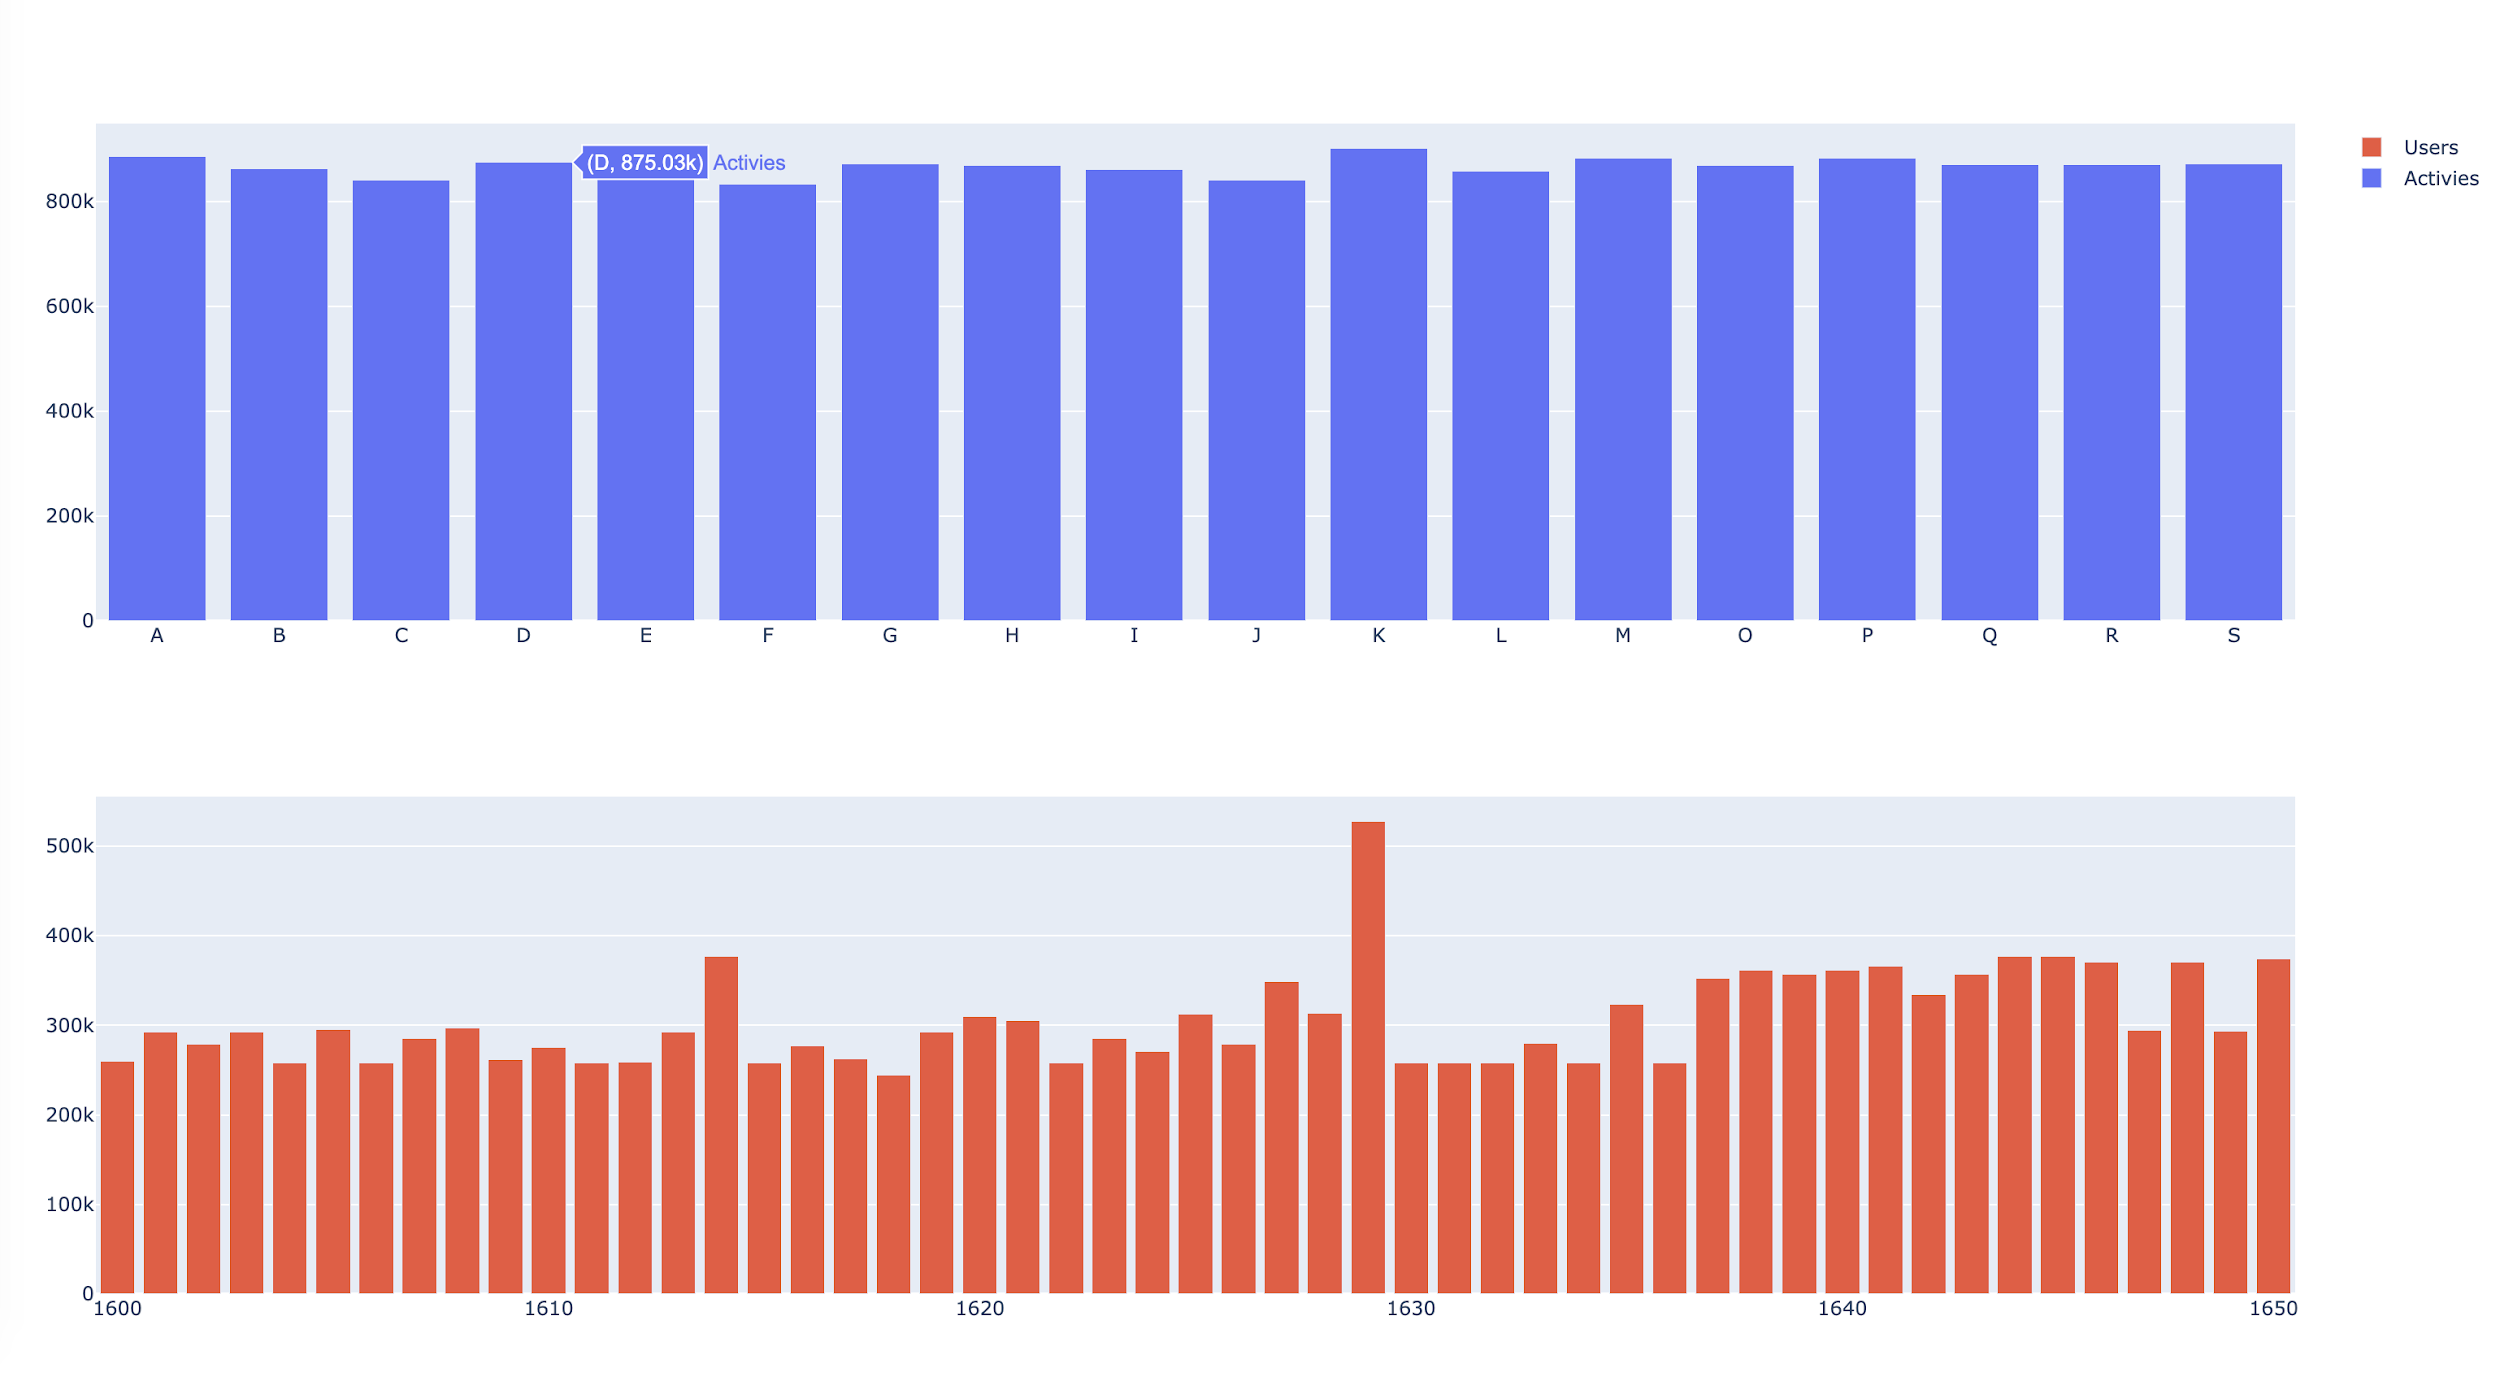 (D, 875.03k) Activies
Users
Activies
800k
600k
400k
200k
0
A B C D E F G H I J K L M O P Q R S
500k
400k
300k
200k
100k
0
1600 1610 1620 1630 1640 1650